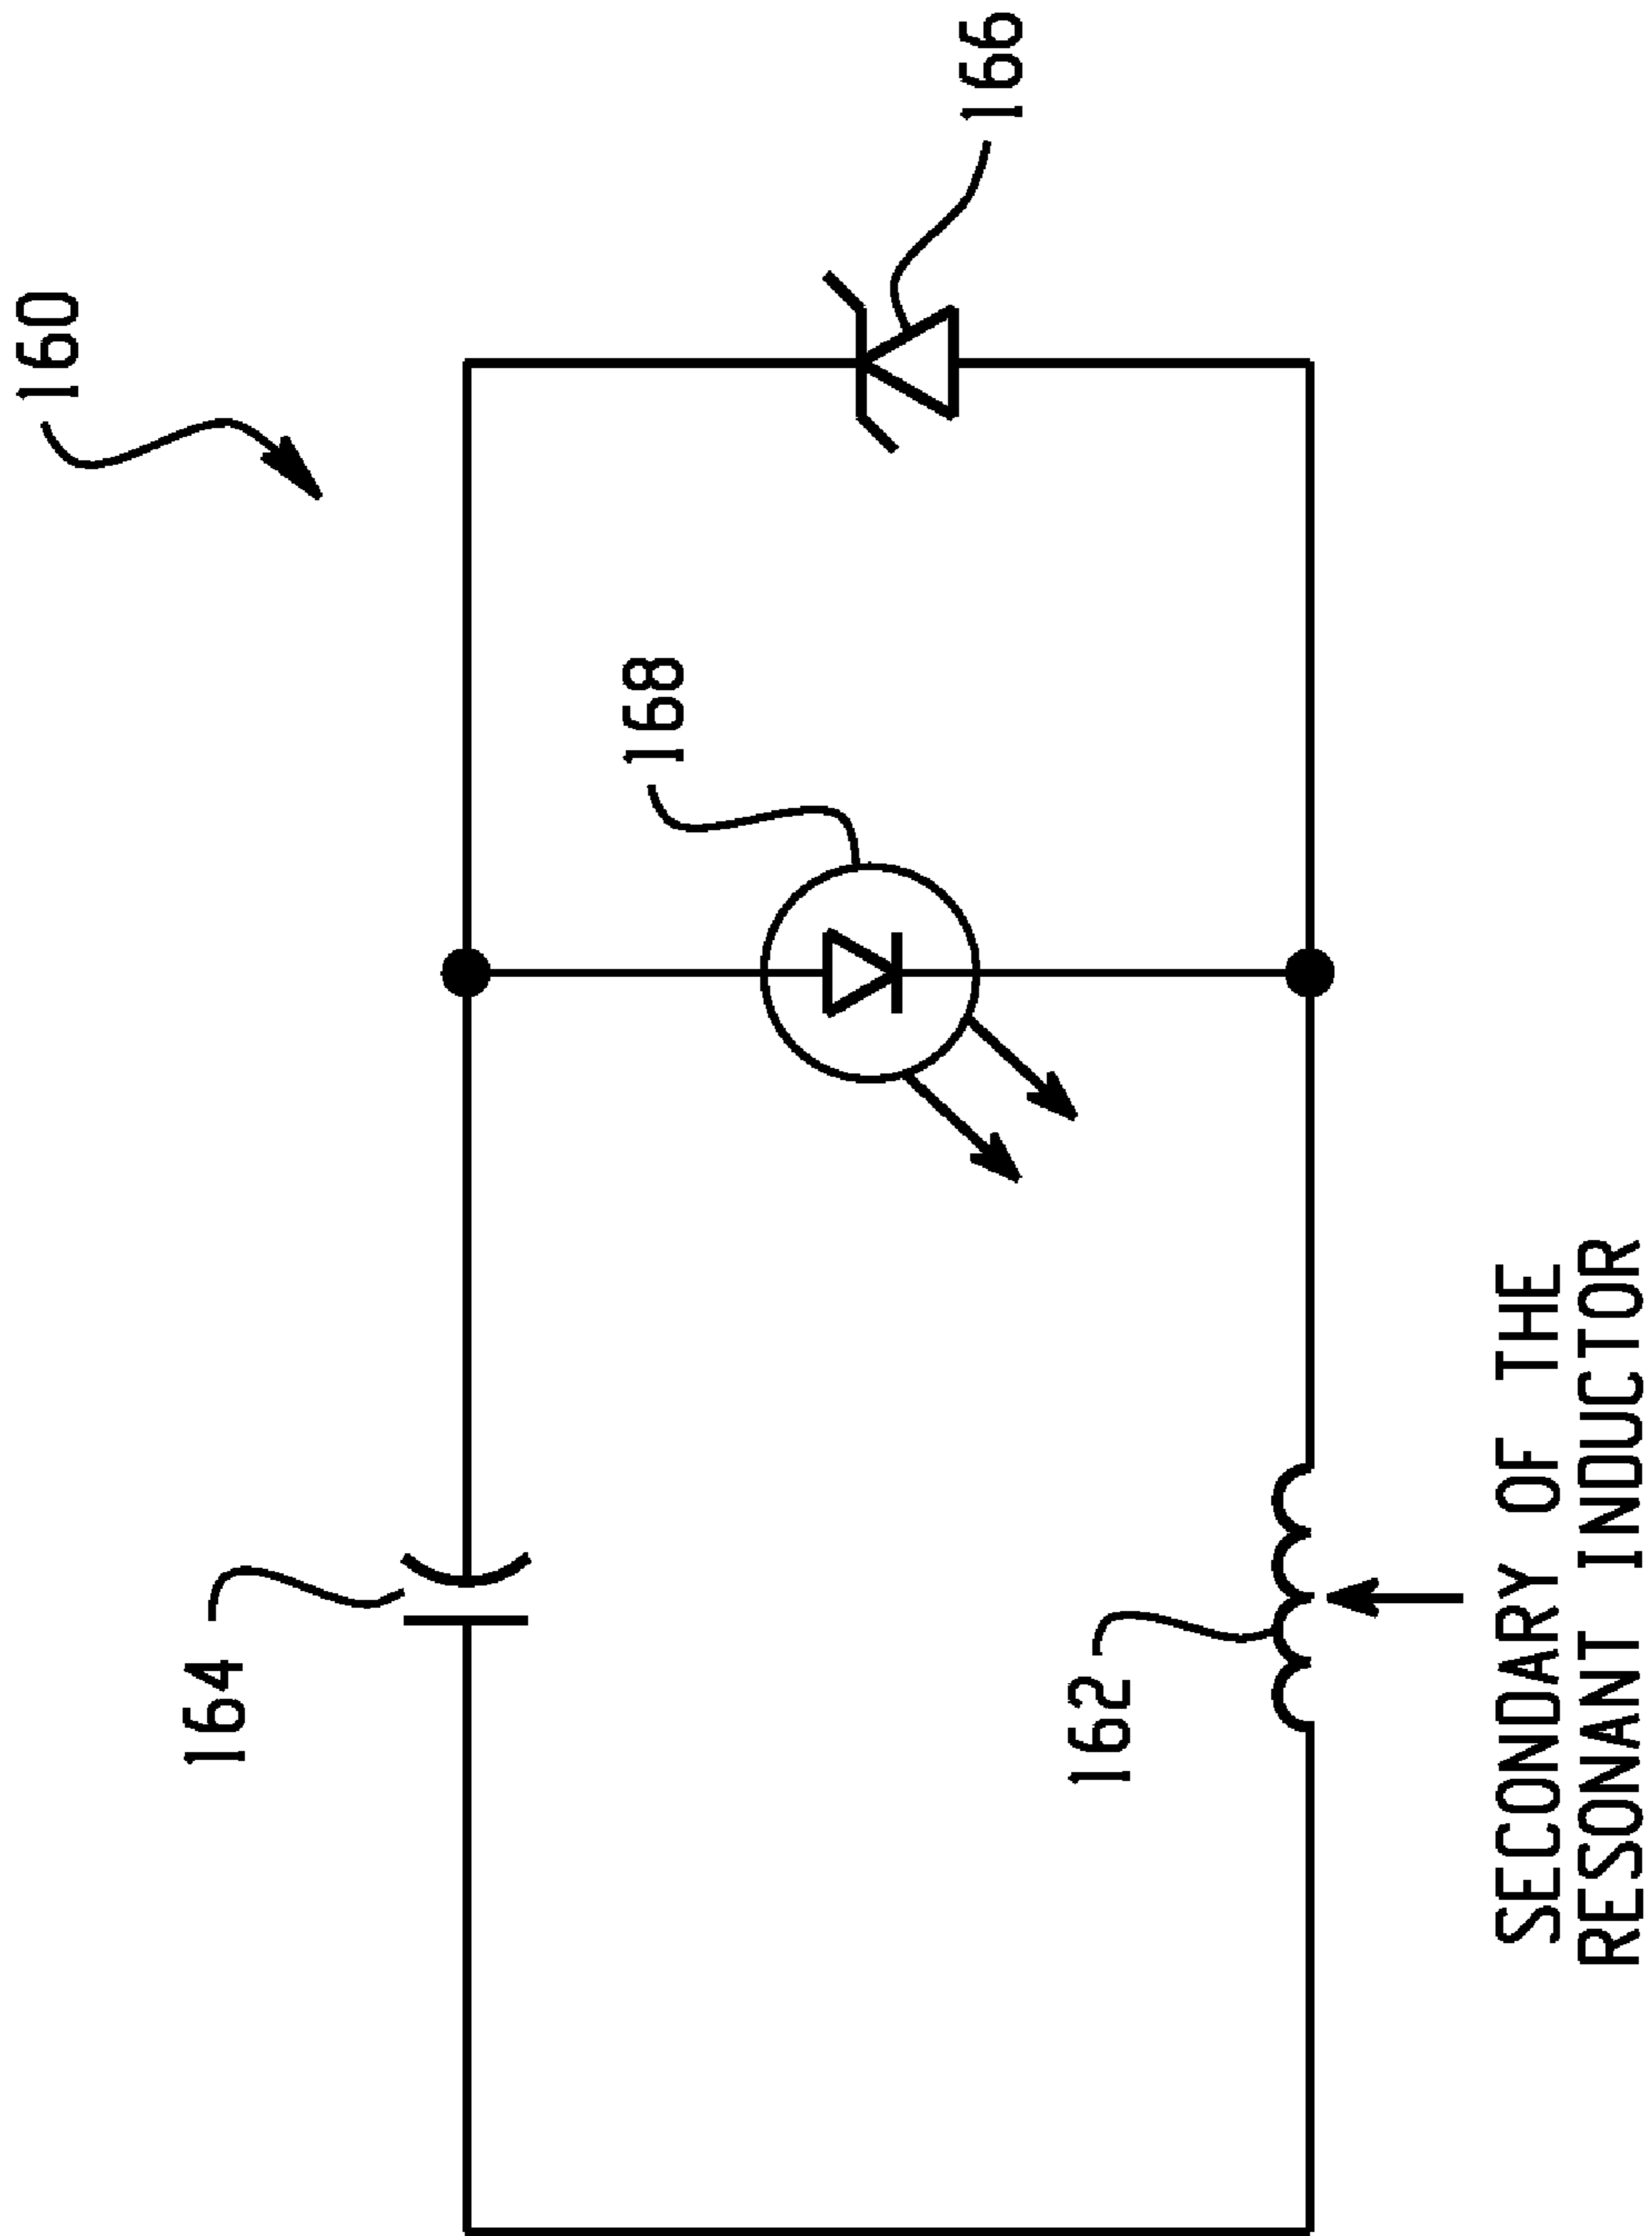 160
166
168
164
162
SECONDARY OF THE
RESONANT INDUCTOR